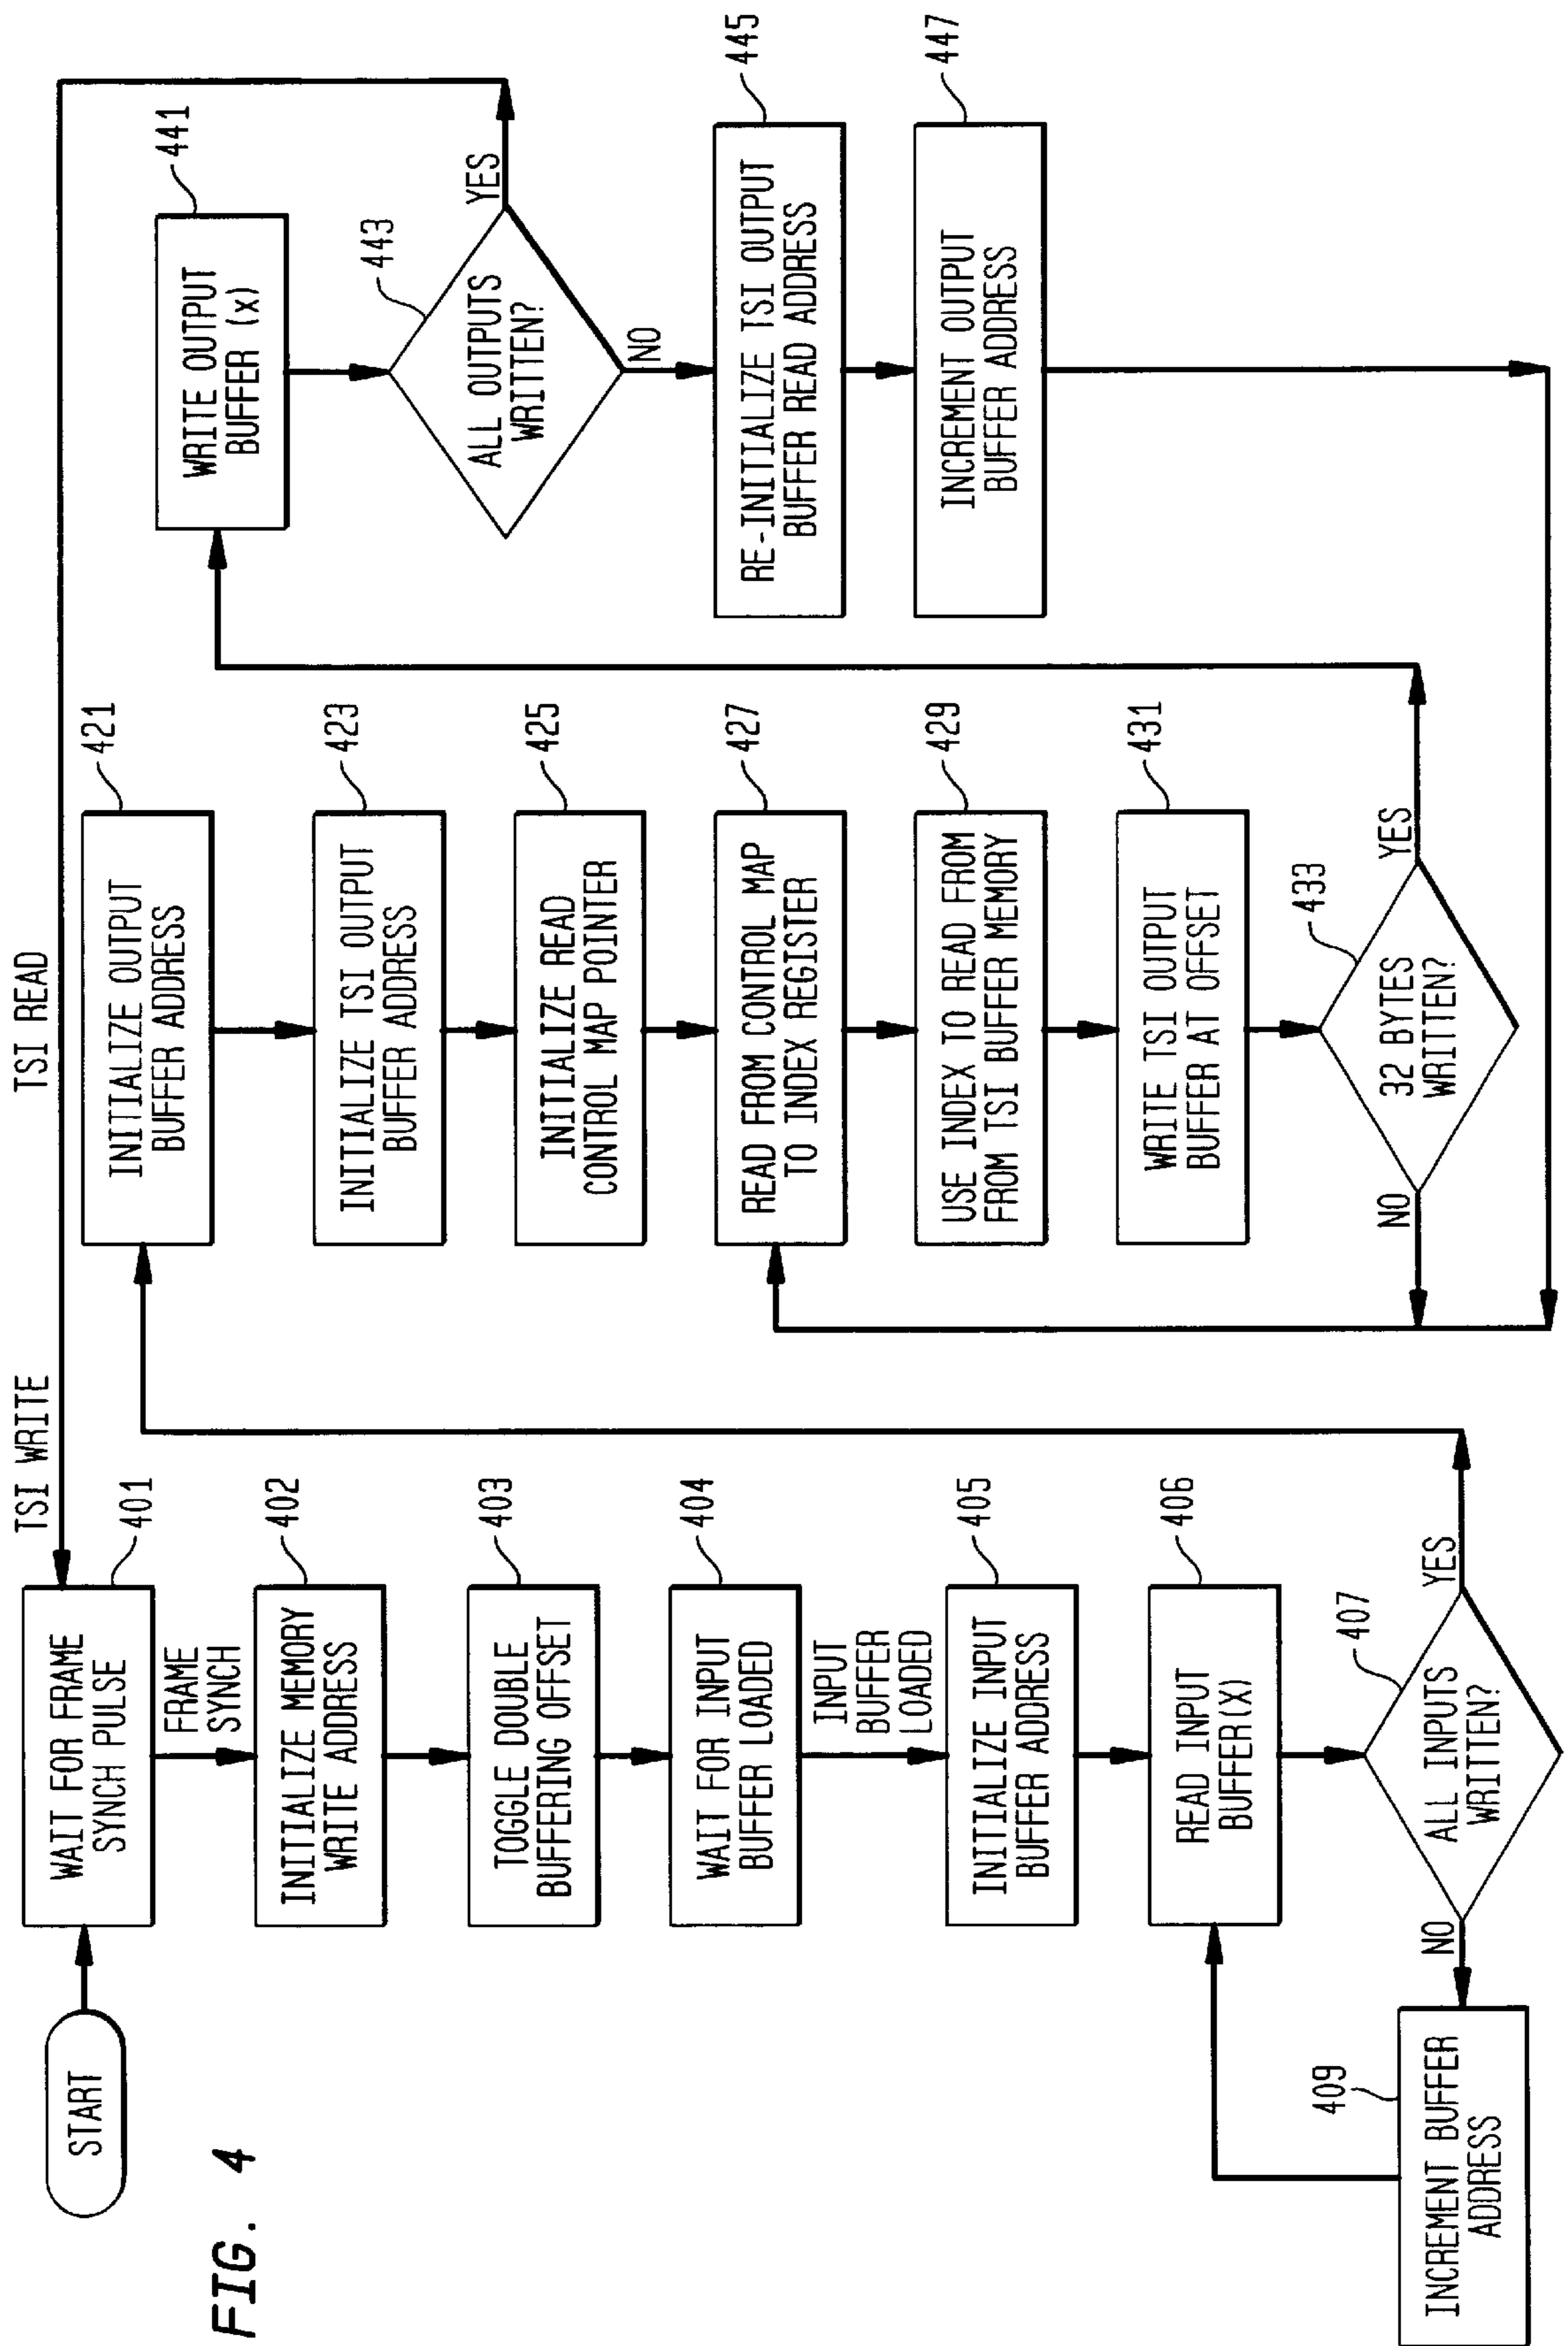 TSI WRITE
TSI READ
START
WAIT FOR FRAME
SYNCH PULSE
401
FRAME
SYNCH
INITIALIZE MEMORY
WRITE ADDRESS
402
TOGGLE DOUBLE
BUFFERING OFFSET
403
WAIT FOR INPUT
BUFFER LOADED
404
INPUT
BUFFER
LOADED
INITIALIZE INPUT
BUFFER ADDRESS
405
READ INPUT
BUFFER(X)
406
ALL INPUTS
WRITTEN?
407
NO
YES
INCREMENT BUFFER
ADDRESS
409
INITIALIZE OUTPUT
BUFFER ADDRESS
421
INITIALIZE TSI OUTPUT
BUFFER ADDRESS
423
INITIALIZE READ
CONTROL MAP POINTER
425
READ FROM CONTROL MAP
TO INDEX REGISTER
427
USE INDEX TO READ FROM
FROM TSI BUFFER MEMORY
429
WRITE TSI OUTPUT
BUFFER AT OFFSET
431
32 BYTES
WRITTEN?
433
NO
YES
WRITE OUTPUT
BUFFER (x)
441
ALL OUTPUTS
WRITTEN?
443
YES
NO
RE-INITIALIZE TSI OUTPUT
BUFFER READ ADDRESS
445
INCREMENT OUTPUT
BUFFER ADDRESS
447
FIG. 4